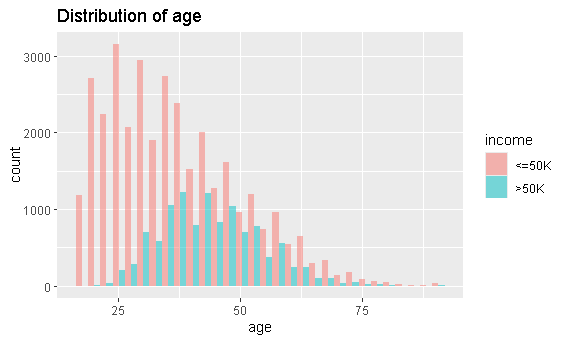 Distribution of age
3000
2000
1000
0
count
25
50
75
age
income
<=50K
>50K